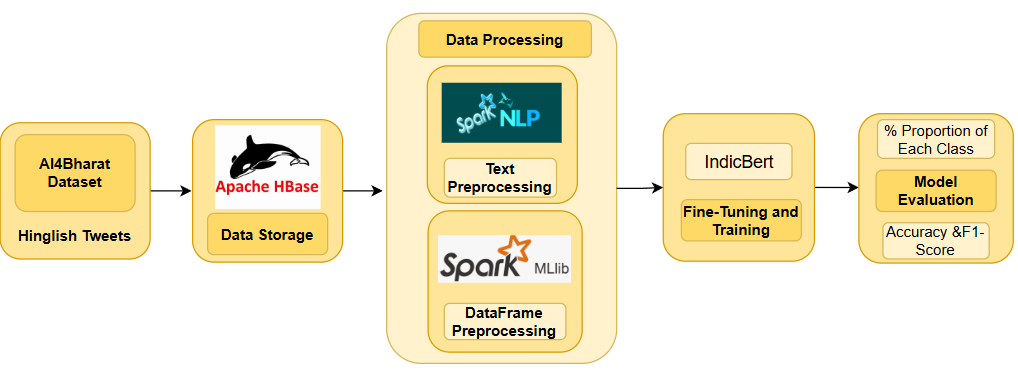 AI4Bharat
Dataset
Hinglish Tweets
Apache HBase
Data Storage
Data Processing
Spark NLP
Text
Preprocessing
Spark MLlib
DataFrame
Preprocessing
IndicBert
Fine-Tuning and
Training
% Proportion of
Each Class
Model
Evaluation
Accuracy &F1-
Score